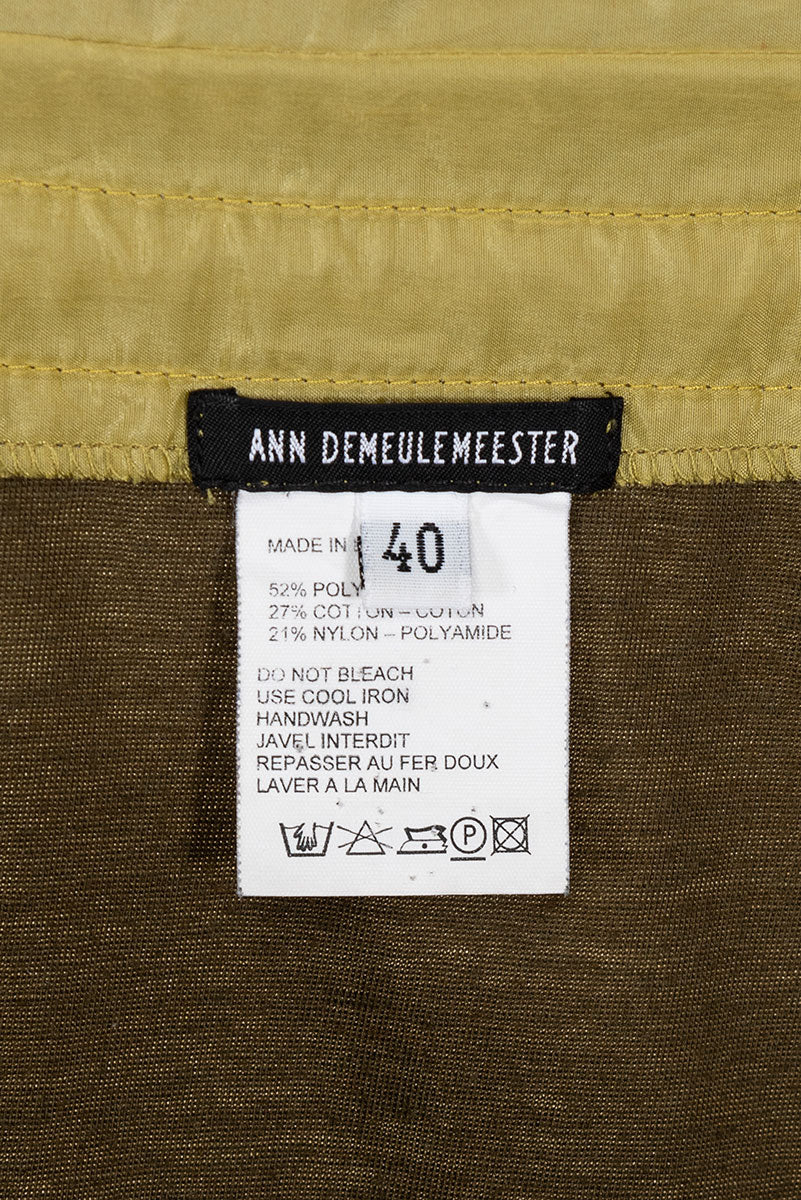 ANN DEMEULEMEESTER
40
MADE IN
52% POLY
27% COTTON – COTON
21% NYLON – POLYAMIDE
DO NOT BLEACH
USE COOL IRON
HANDWASH
JAVEL INTERDIT
REPASSER AU FER DOUX
LAVER A LA MAIN
P